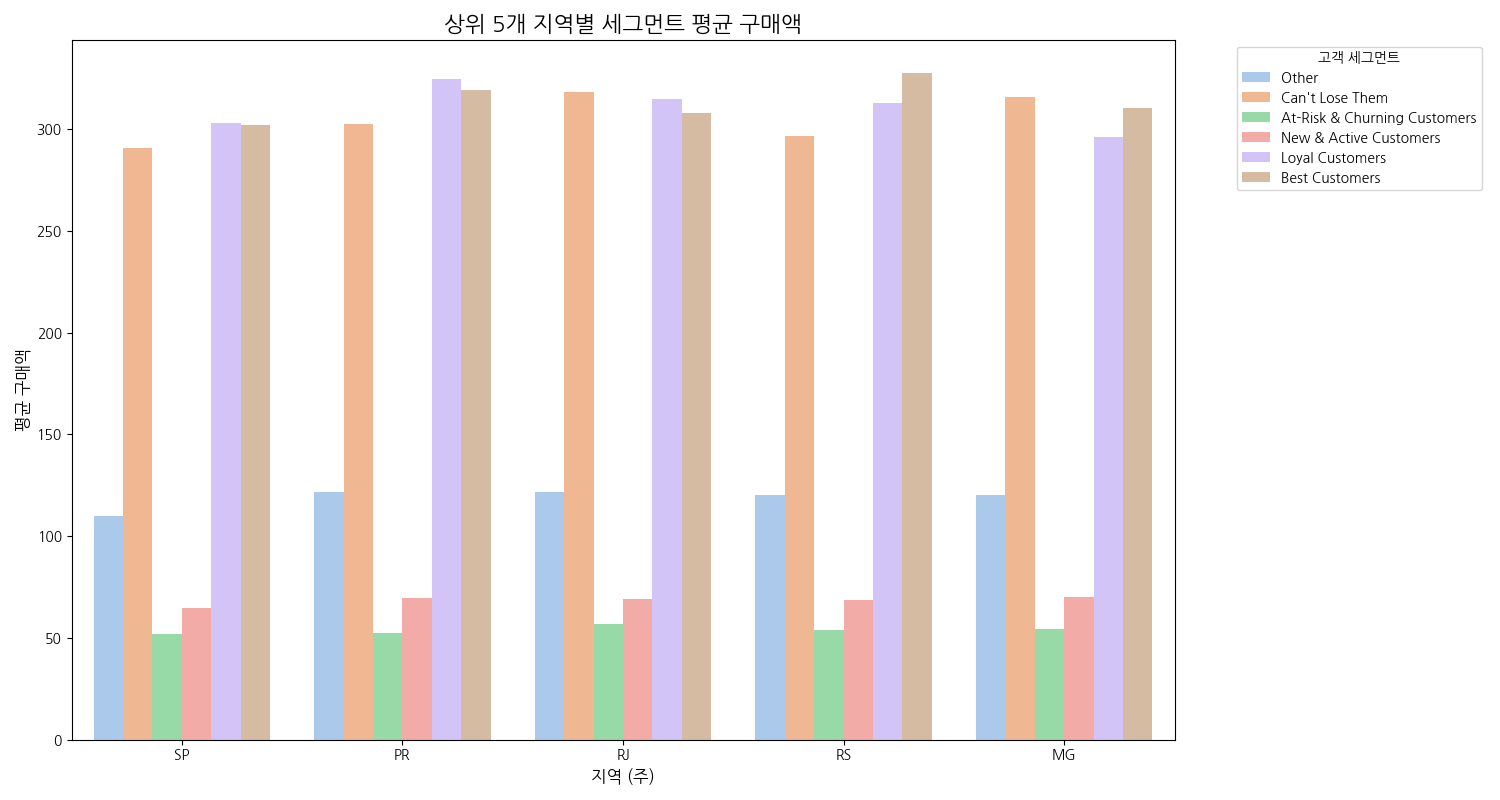 상위 5개 지역별 세그먼트 평균 구매액
고객 세그먼트
Other
Can't Lose Them
At-Risk & Churning Customers
New & Active Customers
Loyal Customers
Best Customers
평균 구매액
300
250
200
150
100
50
0
SP
PR
RJ
RS
MG
지역 (주)